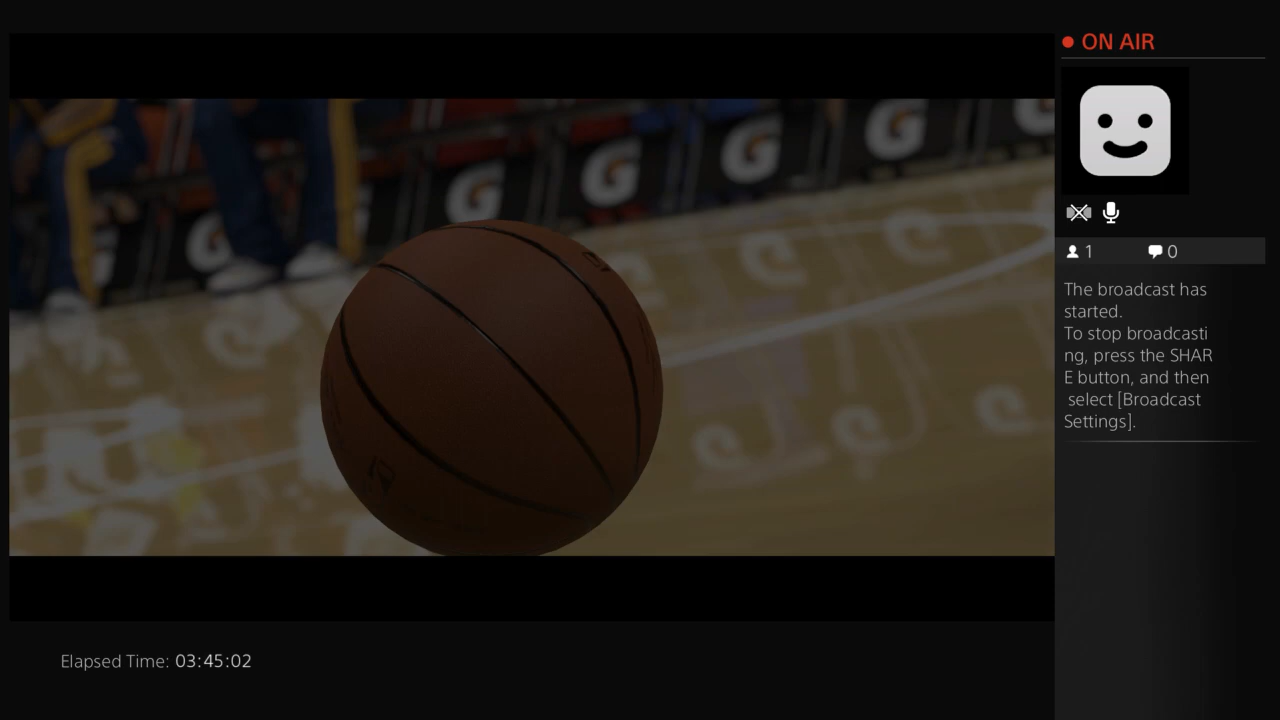 ON AIR
G G G G G
1 0
The broadcast has
started.
To stop broadcasti
ng, press the SHAR
E button, and then
select [Broadcast
Settings].
Elapsed Time: 03:45:02